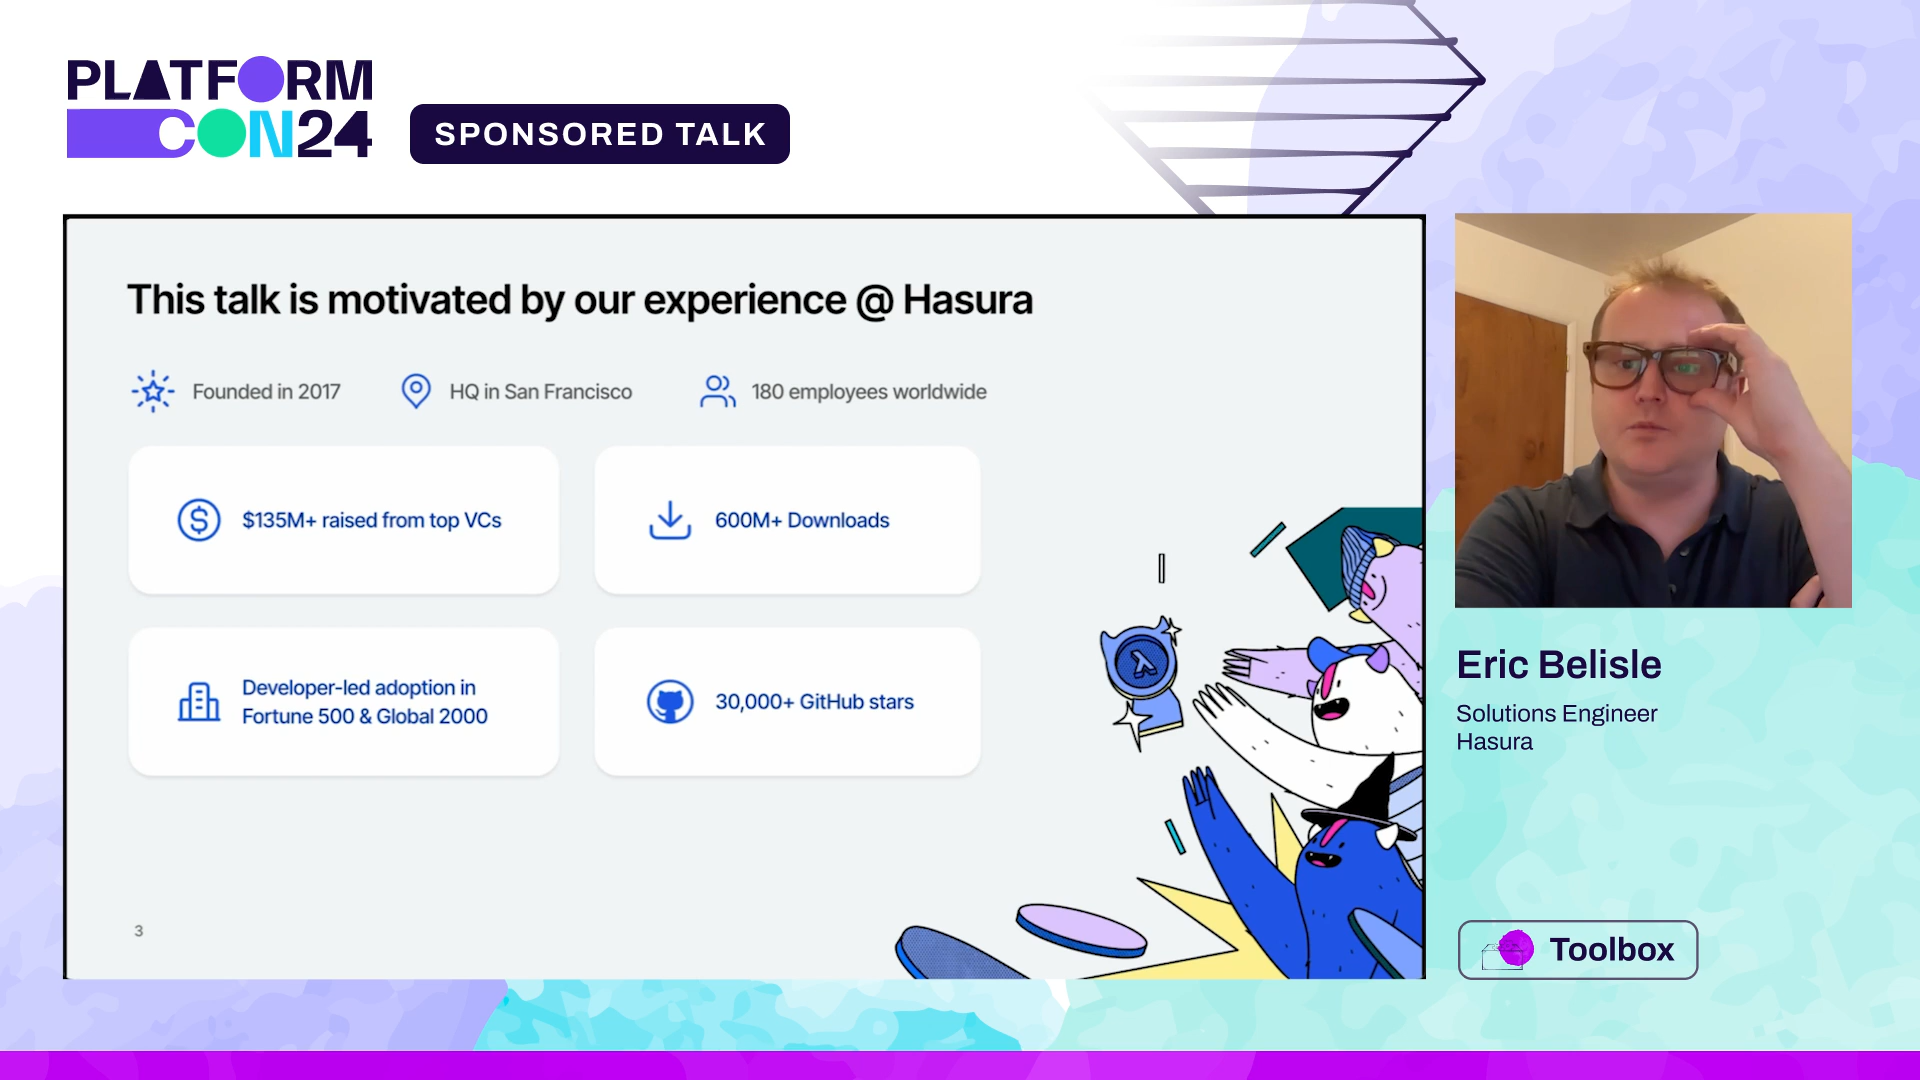 PLATFORM
CON24
SPONSORED TALK
This talk is motivated by our experience @ Hasura
Founded in 2017
HQ in San Francisco
180 employees worldwide
$135M+ raised from top VCs
600M+ Downloads
Developer-led adoption in
Fortune 500 & Global 2000
30,000+ GitHub stars
3
Eric Belisle
Solutions Engineer
Hasura
Toolbox